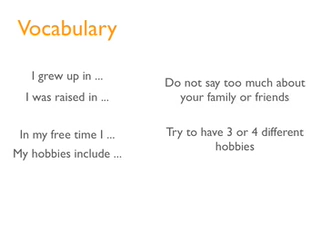 Vocabulary
I grew up in ...
I was raised in ...
In my free time I ...
My hobbies include ...
Do not say too much about
your family or friends
Try to have 3 or 4 different
hobbies